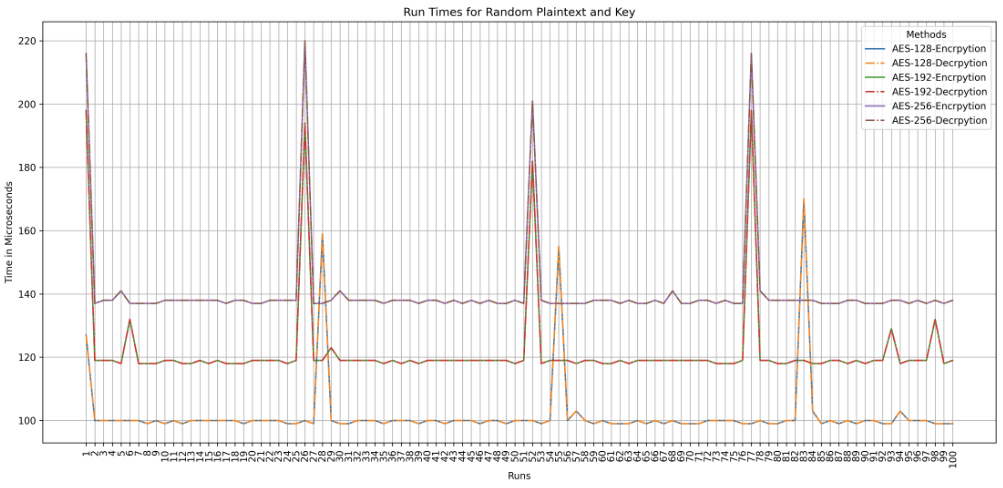 Run Times for Random Plaintext and Key
Methods
AES-128-Encrpytion
AES-128-Decrpytion
AES-192-Encrpytion
AES-192-Decrpytion
AES-256-Encrpytion
AES-256-Decrpytion
Time in Microseconds
220
200
180
160
140
120
100
1 2 3 4 5 6 7 8 9 10 11 12 13 14 15 16 17 18 19 20 21 22 23 24 25 26 27 28 29 30 31 32 33 34 35 36 37 38 39 40 41 42 43 44 45 46 47 48 49 50 51 52 53 54 55 56 57 58 59 60 61 62 63 64 65 66 67 68 69 70 71 72 73 74 75 76 77 78 79 80 81 82 83 84 85 86 87 88 89 90 91 92 93 94 95 96 97 98 99 100
Runs